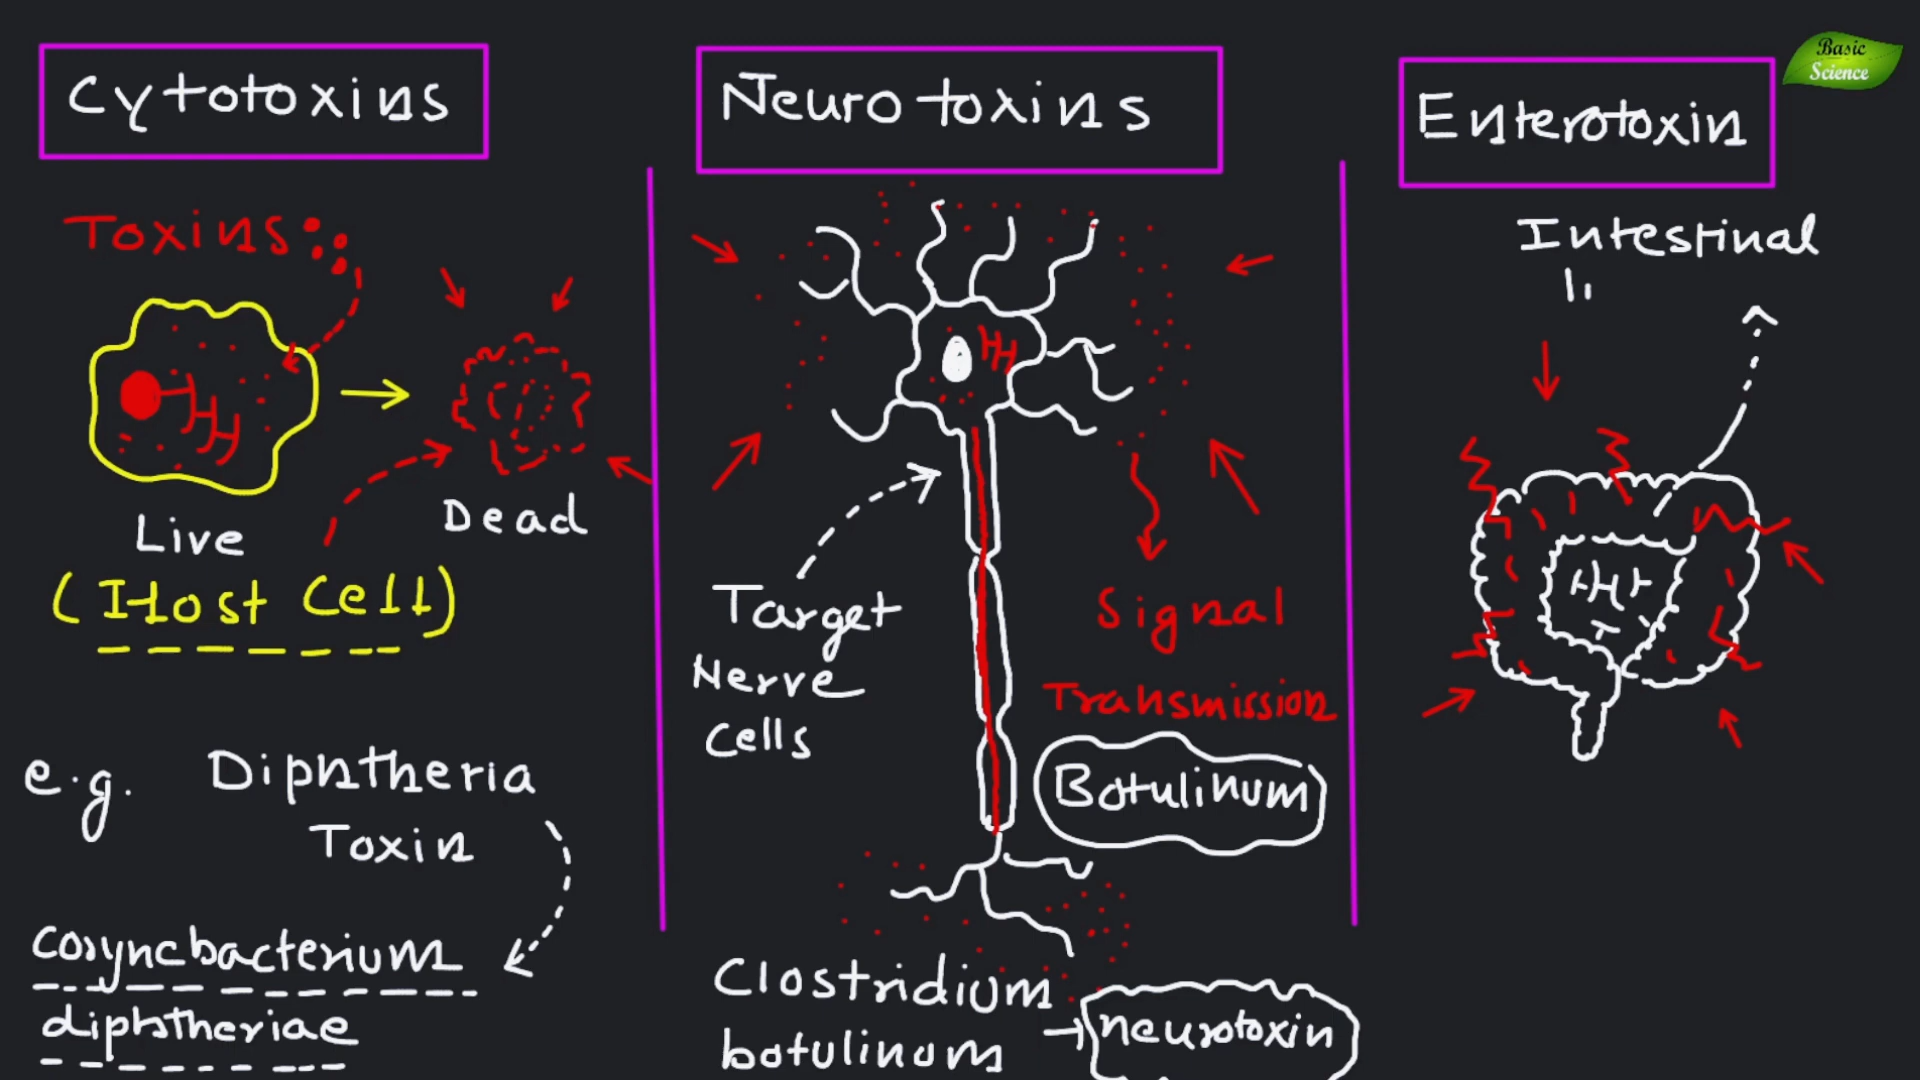 Cytotoxins
Toxins:
Live
Dead
(Host Cell)
e.g. Diphtheria
Toxin
Corynebacterium
diphtheriae
Neurotoxins
Target
Nerve
Cells
Signal
Transmission
Botulinum
Clostridium
botulinum
neurotoxin
Enterotoxin
Intestinal
Basic
Science